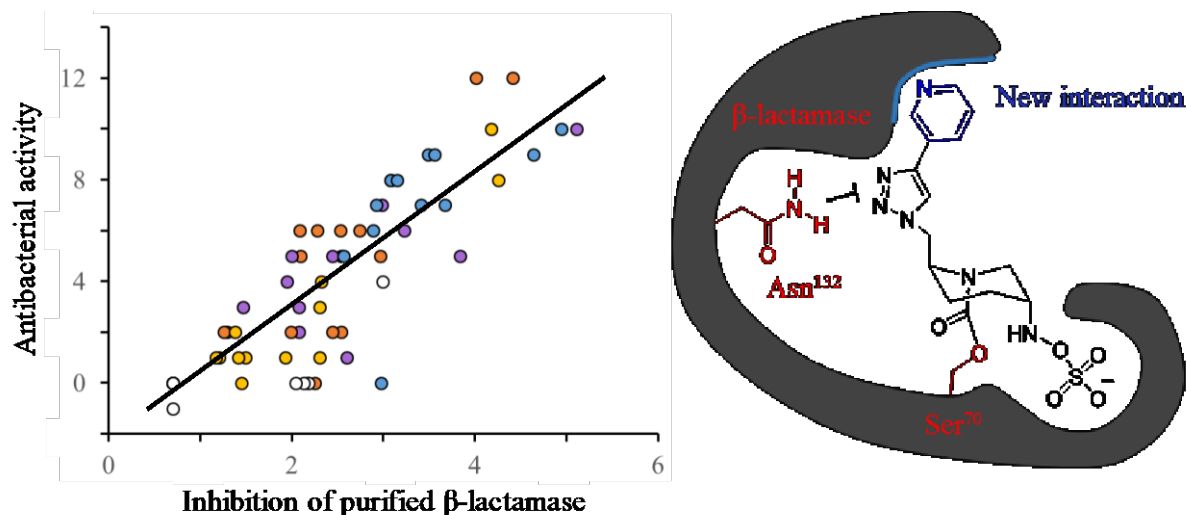 Antibacterial activity
12
8
4
0
0
2
4
6
Inhibition of purified β-lactamase
β-lactamase
New interaction
N
N
N
N
H
N
H
O
Asn¹³²
N
O
O
HN
O
O
S
O
O
−
Ser⁷⁰